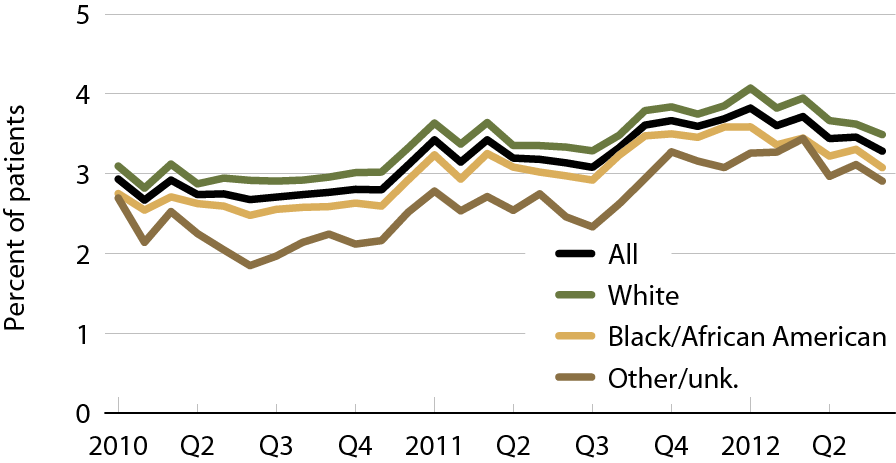 Percent of patients
5
4
3
2
1
0
2010 Q2 Q3 Q4 2011 Q2 Q3 Q4 2012 Q2
All
White
Black/African American
Other/unk.